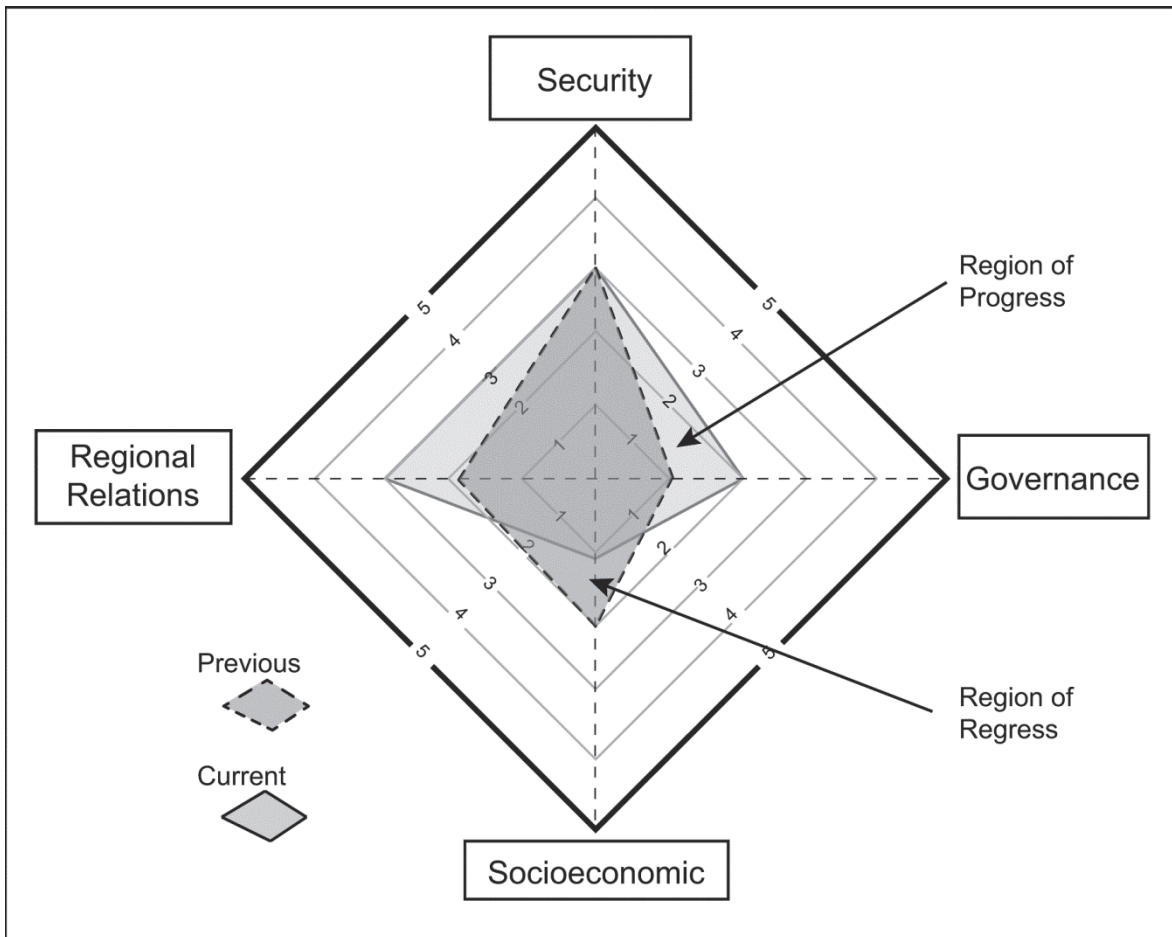 Security
Region of
Progress
5
5
4
4
3
3
2
2
1
1
Regional
Relations
Governance
1
1
2
2
3
3
4
4
5
5
Previous
Region of
Regress
Current
Socioeconomic